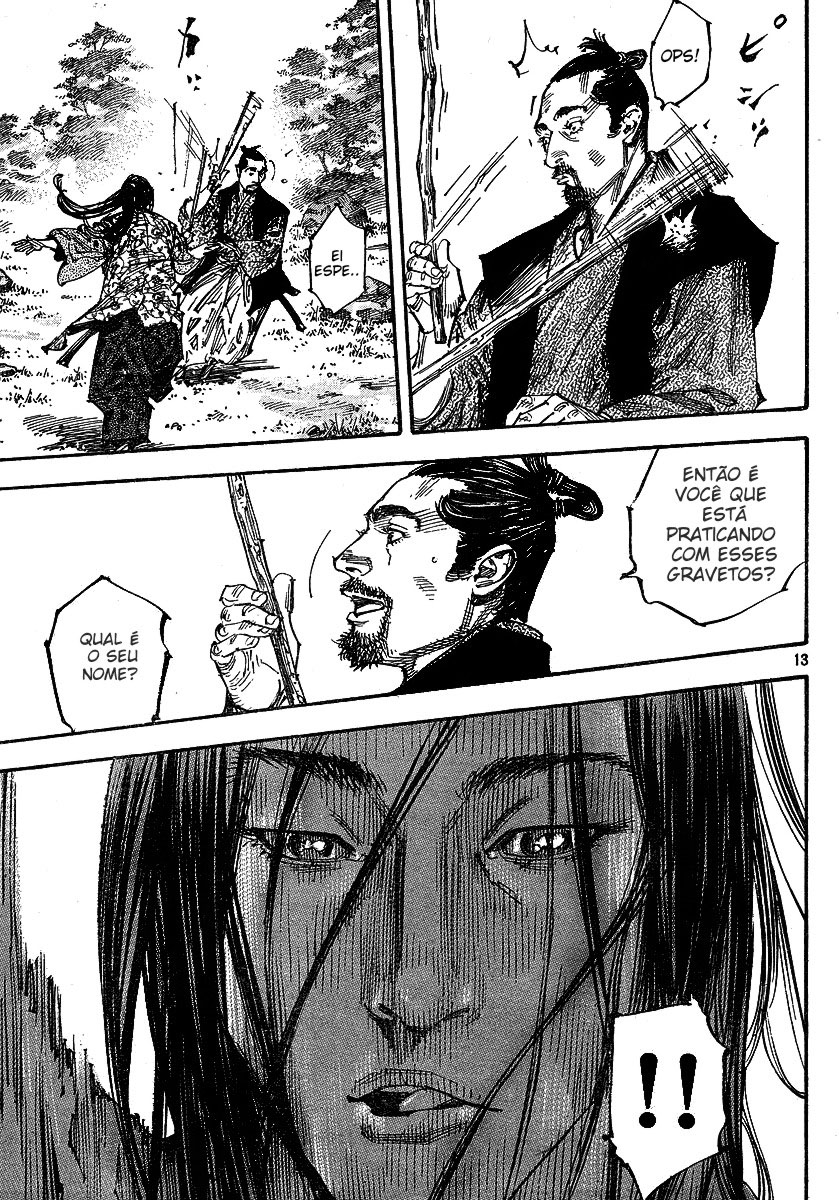 OPS!
EI
ESPE..
ENTÃO É
VOCÊ QUE
ESTÁ
PRATICANDO
COM ESSES
GRAVETOS?
QUAL É
O SEU
NOME?
13
!!